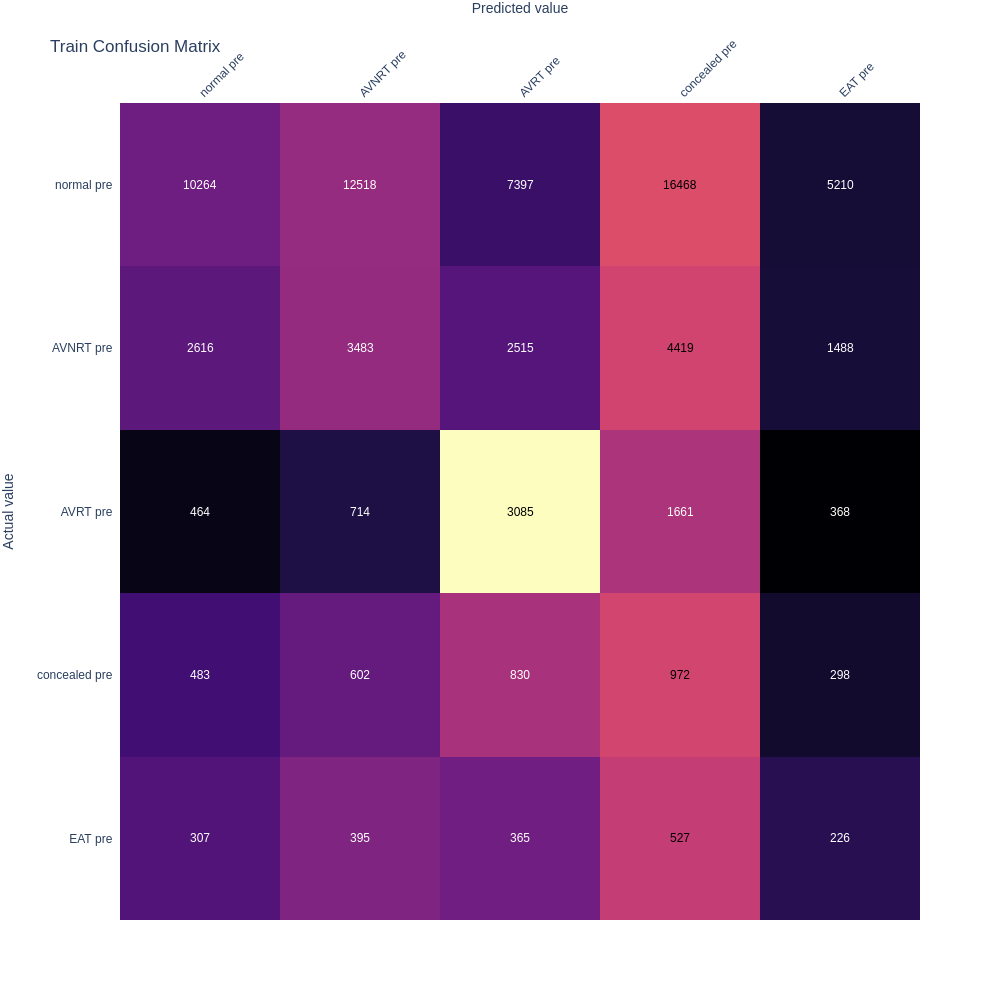 Predicted value
Train Confusion Matrix
normal pre AVNRT pre AVRT pre concealed pre EAT pre
normal pre 10264 12518 7397 16468 5210
AVNRT pre 2616 3483 2515 4419 1488
Actual value
AVRT pre 464 714 3085 1661 368
concealed pre 483 602 830 972 298
EAT pre 307 395 365 527 226